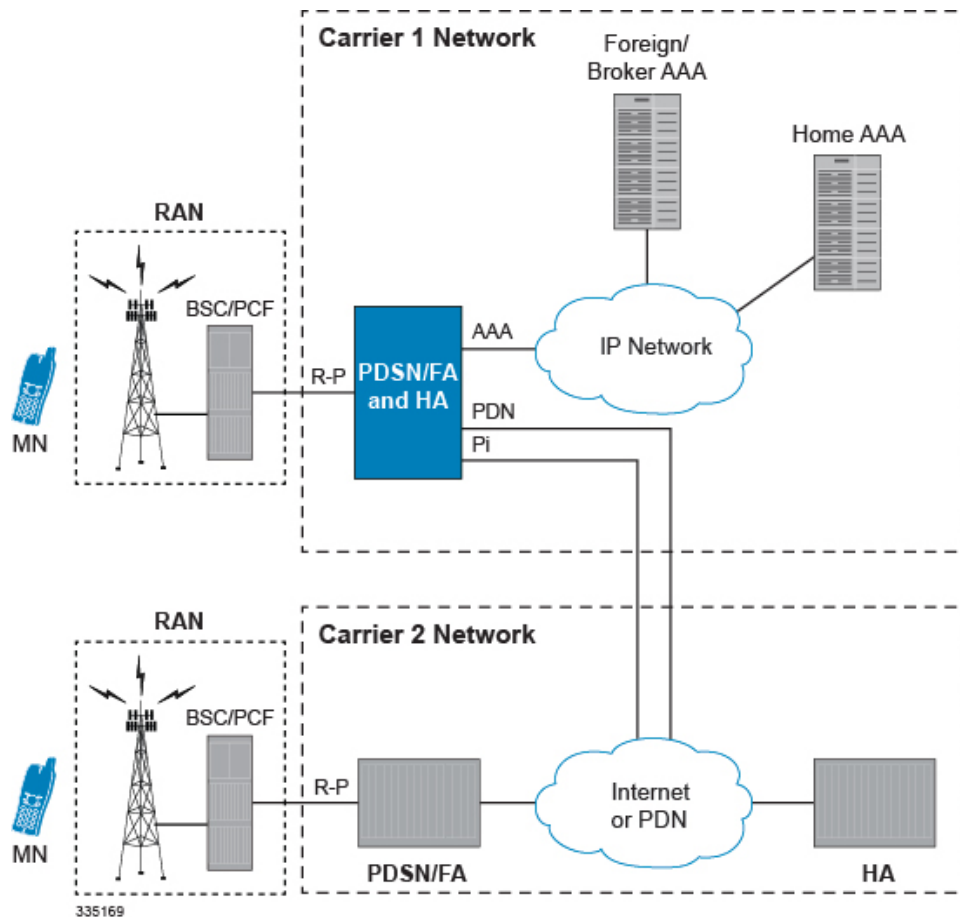 Carrier 1 Network
Foreign/
Broker AAA
Home AAA
RAN
BSC/PCF
MN
R-P
PDSN/FA
and HA
AAA
IP Network
PDN
Pi
Carrier 2 Network
RAN
BSC/PCF
MN
R-P
PDSN/FA
Internet
or PDN
HA
335169